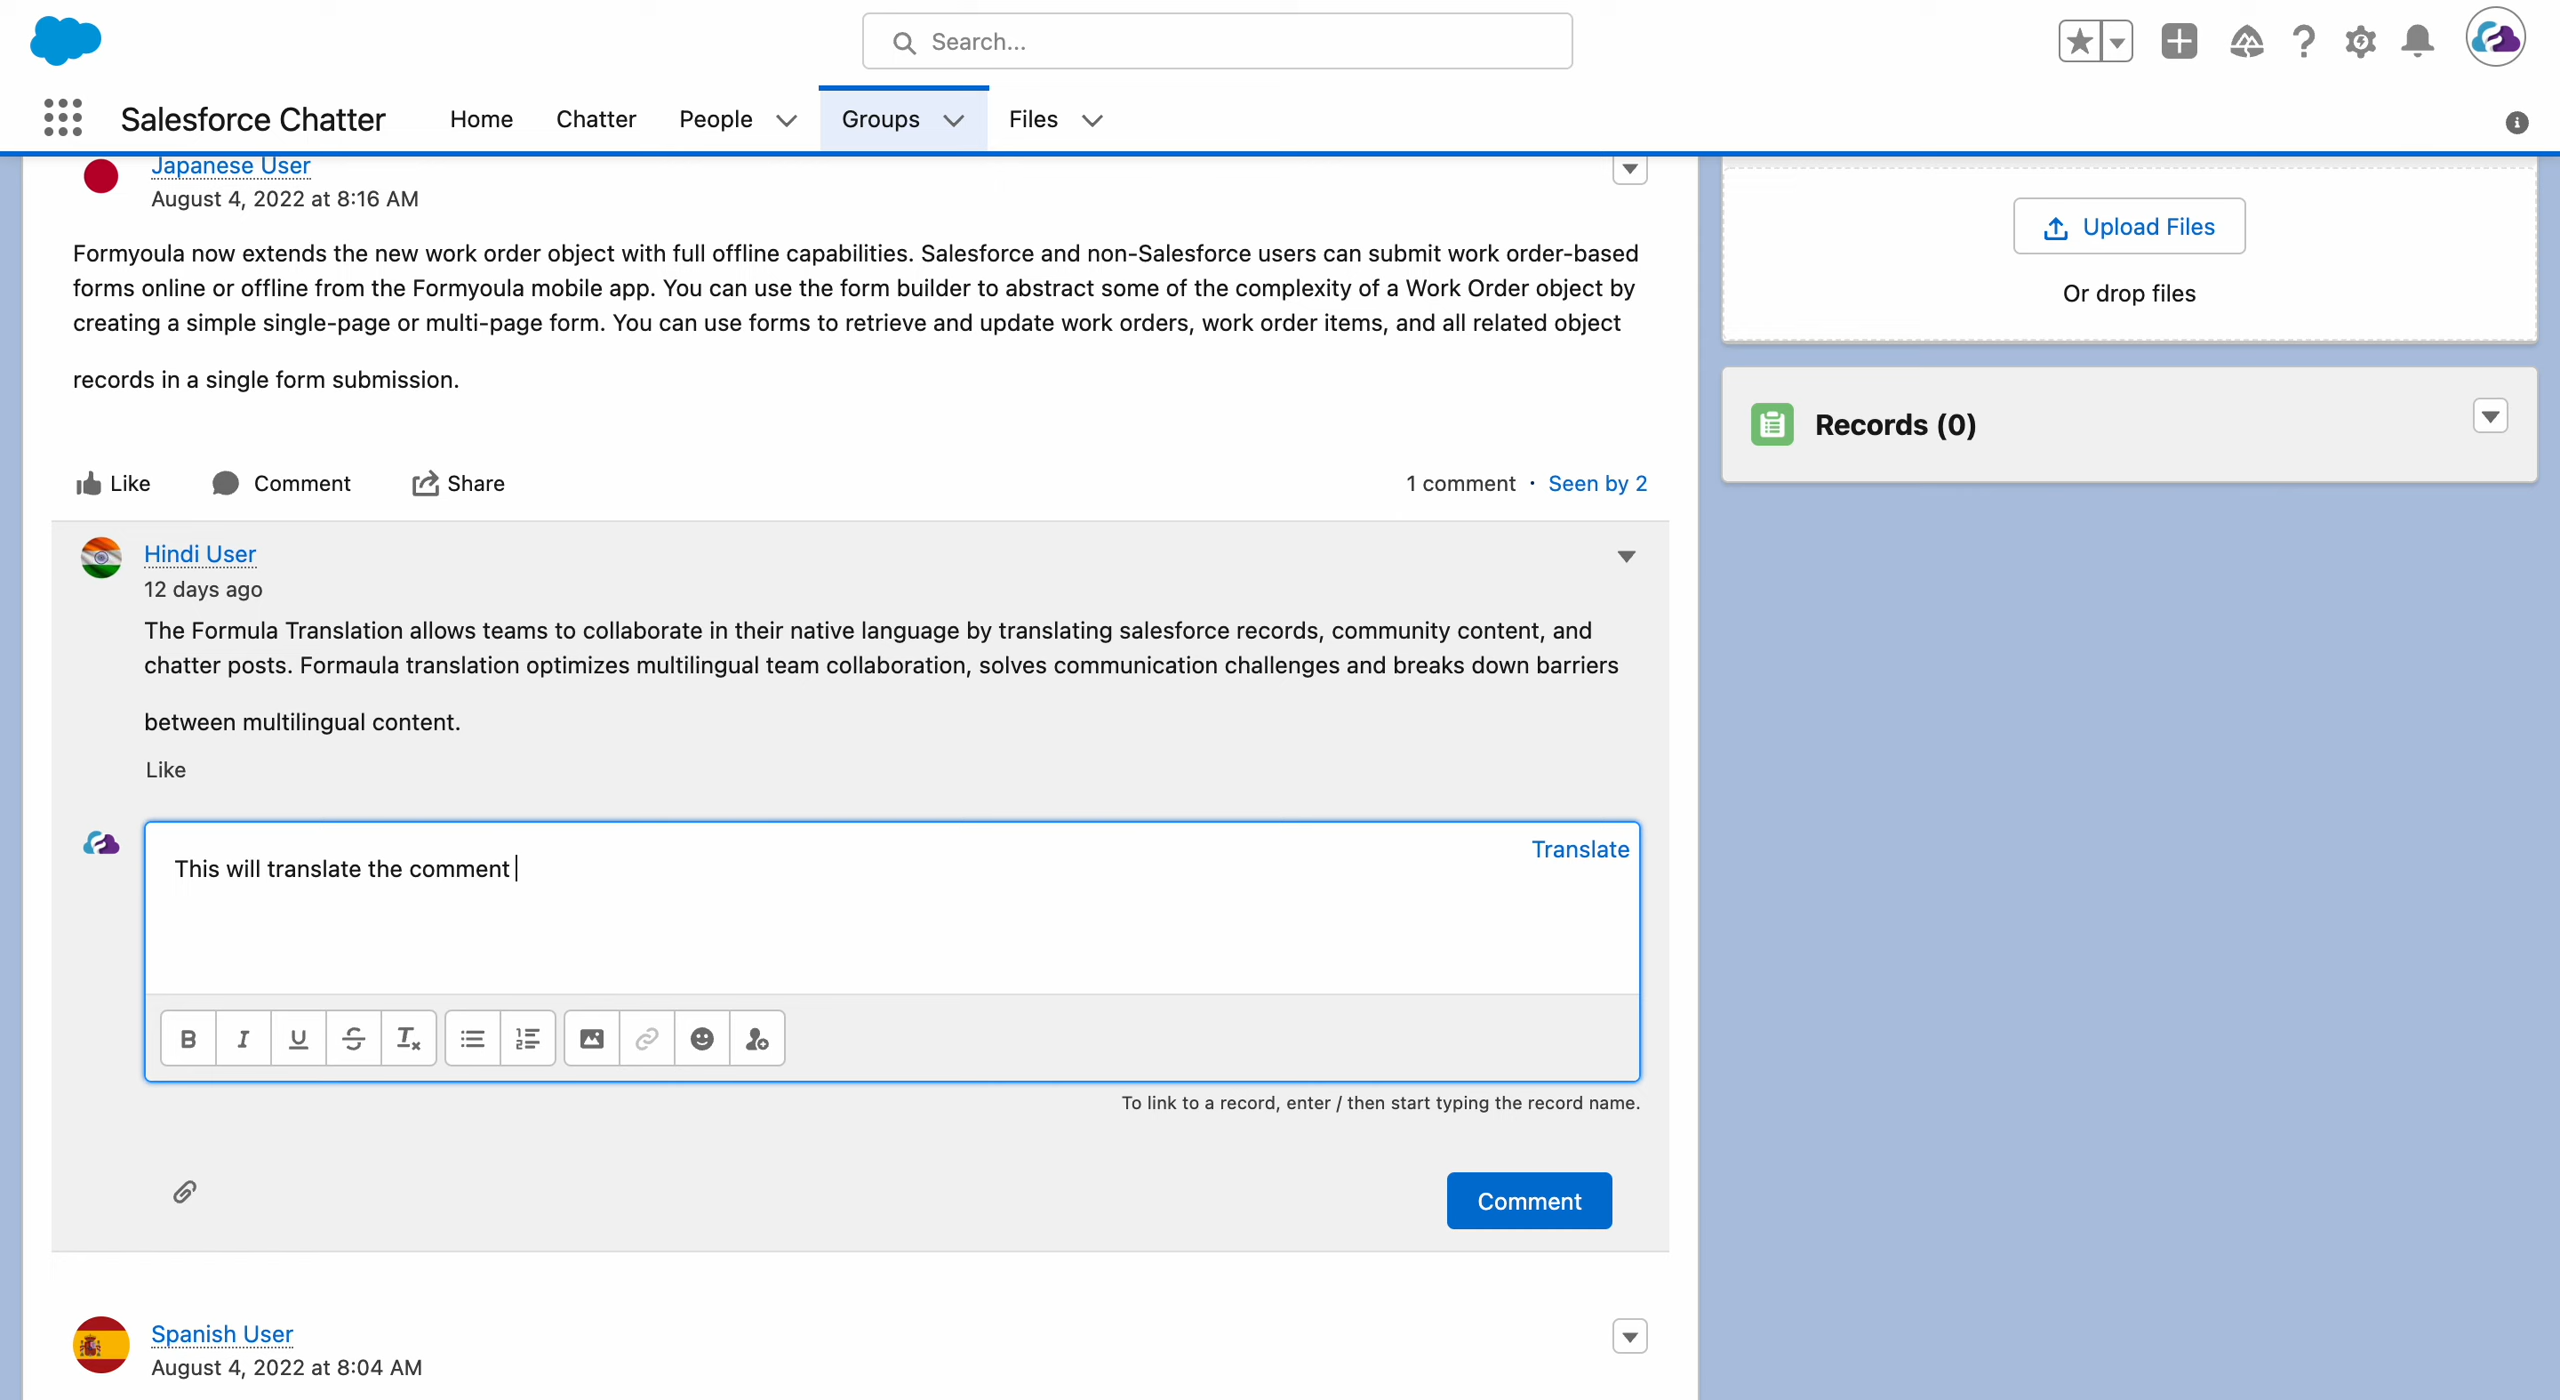 Search...
Salesforce Chatter
Home
Chatter
People
Groups
Files
Japanese User
August 4, 2022 at 8:16 AM
Formyoula now extends the new work order object with full offline capabilities. Salesforce and non-Salesforce users can submit work order-based
forms online or offline from the Formyoula mobile app. You can use the form builder to abstract some of the complexity of a Work Order object by
creating a simple single-page or multi-page form. You can use forms to retrieve and update work orders, work order items, and all related object
records in a single form submission.
Like
Comment
Share
1 comment · Seen by 2
Hindi User
12 days ago
The Formula Translation allows teams to collaborate in their native language by translating salesforce records, community content, and
chatter posts. Formaula translation optimizes multilingual team collaboration, solves communication challenges and breaks down barriers
between multilingual content.
Like
Translate
This will translate the comment
To link to a record, enter / then start typing the record name.
Comment
Spanish User
August 4, 2022 at 8:04 AM
Upload Files
Or drop files
Records (0)